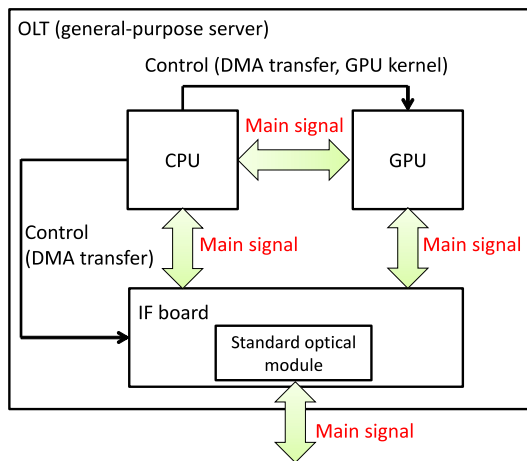 OLT (general-purpose server)
Control (DMA transfer, GPU kernel)
Main signal
CPU
GPU
Control
(DMA transfer)
Main signal
Main signal
IF board
Standard optical
module
Main signal